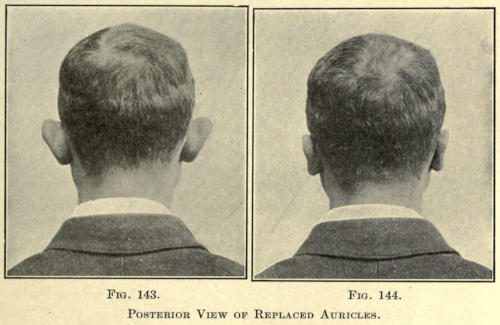 Fig. 143.
Fig. 144.
Posterior View of Replaced Auricles.